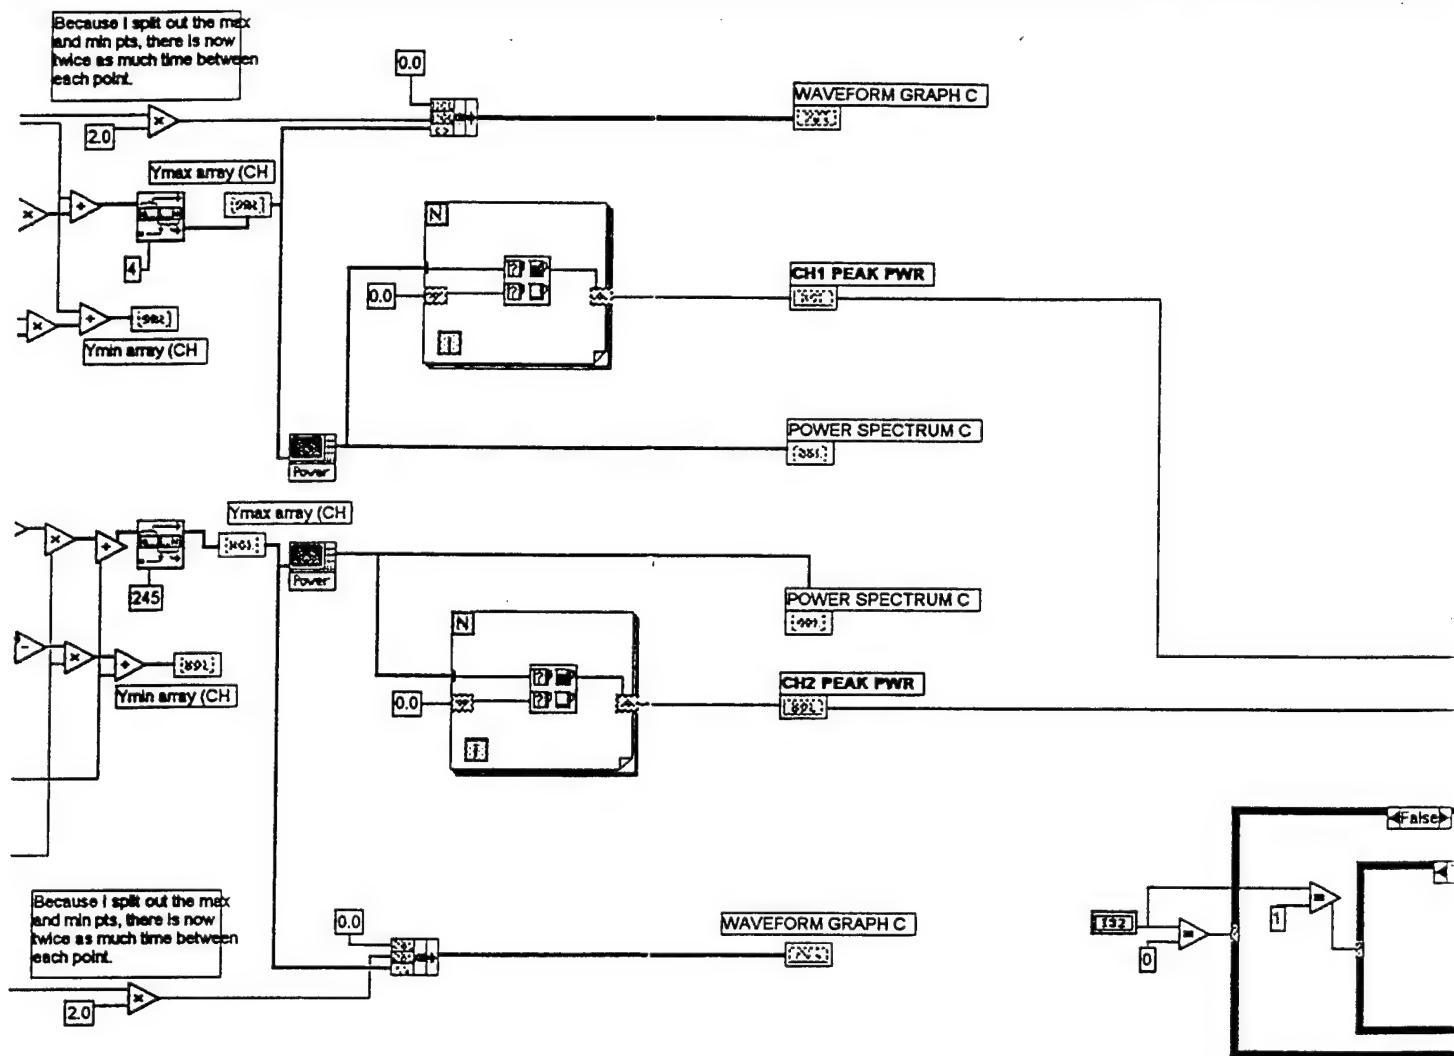 Because I split out the max
and min pts, there is now
twice as much time between
each point.
0.0
WAVEFORM GRAPH C
2.0
Ymax array (CH
4
N
0.0
CH1 PEAK PWR
Ymin array (CH
POWER SPECTRUM C
Power
Ymax array (CH
Power
245
POWER SPECTRUM C
N
CH2 PEAK PWR
Ymin array (CH
0.0
False
Because I split out the max
and min pts, there is now
twice as much time between
each point.
0.0
WAVEFORM GRAPH C
1
I32
0
2.0